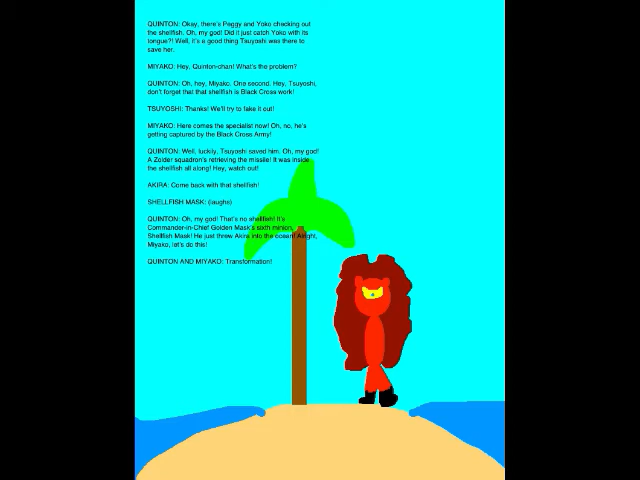 QUINTON: Okay, there's Peggy and Yoko checking out
the shellfish. Oh, my god! Did it just catch Yoko with its
tongue?! Well, it's e good thing Tsuyoshi was there to
save her.
MIYAKO: Hey, Quinton-chan! What's the problem?
QUINTON: Oh, hey, Miyako. One second. Hey, Tsuyoshi,
don't forget that that shellfish is Black Cross work!
TSUYOSHI: Thanks! We'll try to fake it out!
MIYAKO: Here comes the specialist now! Oh, no, he's
getting captured by the Black Cross Army!
QUINTON: Well, luckily, Tsuyoshi saved him. Oh, my god!
A Zolder squadron's retrieving the missile! It was inside
the shellfish all along! Hey, watch out!
AKIRA: Come back with that shellfish!
SHELLFISH MASK: (laughs)
QUINTON: Oh, my god! That's no shellfish! It's
Commander-in-Chief Golden Mask's sixth minion,
Shellfish Mask! He just threw Akira into the ocean! Alright,
Miyako, let's do this!
QUINTON AND MIYAKO: Transformation!